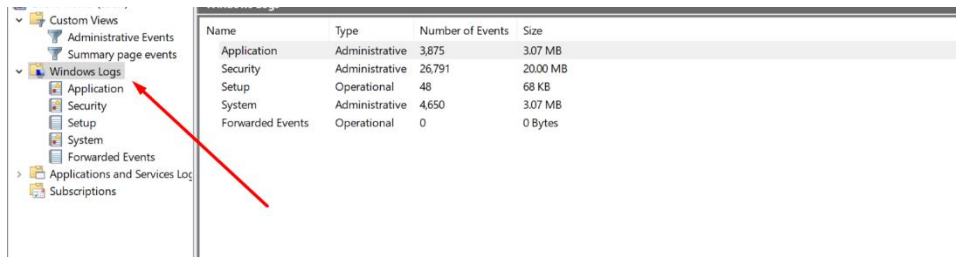 Custom Views
Administrative Events
Summary page events
Windows Logs
Application
Security
Setup
System
Forwarded Events
Applications and Services Log
Subscriptions
Name Type Number of Events Size
Application Administrative 3,875 3.07 MB
Security Administrative 26,791 20.00 MB
Setup Operational 48 68 KB
System Administrative 4,650 3.07 MB
Forwarded Events Operational 0 0 Bytes